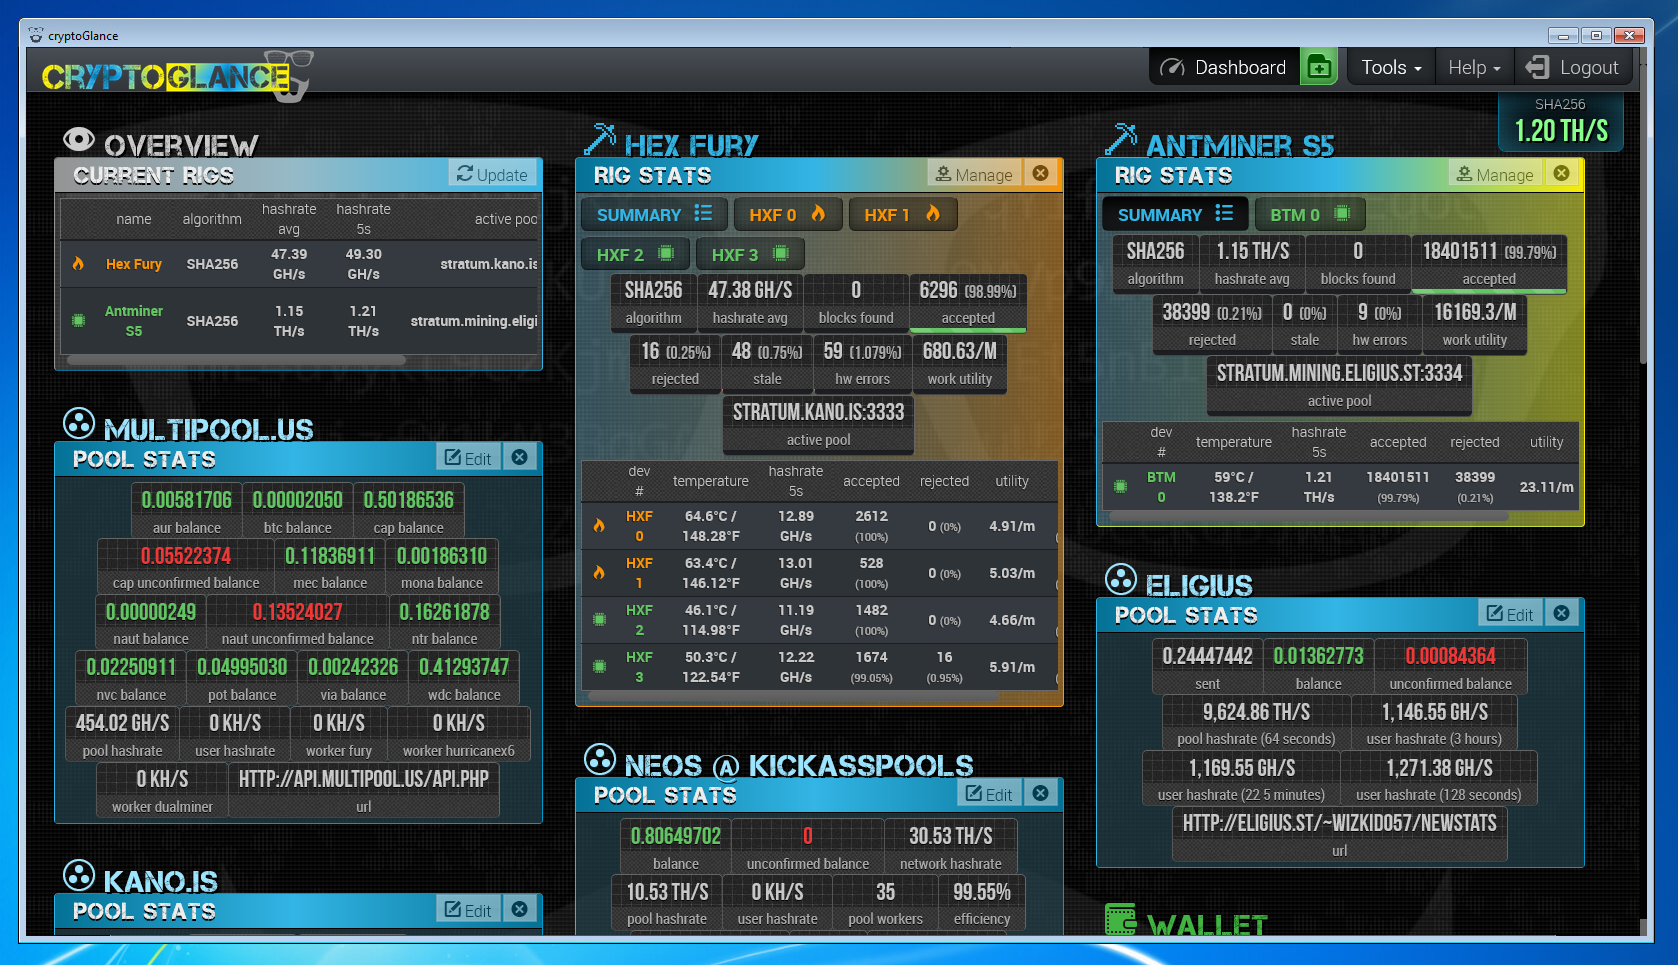 cryptoGlance
CRYPTOGLANCE
Dashboard
Tools
Help
Logout
SHA256
1.20 TH/S
OVERVIEW
CURRENT RIGS
Update
name algorithm hashrate avg hashrate 5s active poo
Hex Fury SHA256 47.39 GH/s 49.30 GH/s stratum.kano.is
Antminer S5 SHA256 1.15 TH/s 1.21 TH/s stratum.mining.elig
MULTIPOOL.US
POOL STATS
Edit
0.00581706 0.00002050 0.50186536
aur balance btc balance cap balance
0.05522374 0.11836911 0.00186310
cap unconfirmed balance mec balance mona balance
0.00000249 0.13524027 0.16261878
naut balance naut unconfirmed balance ntr balance
0.02250911 0.04995030 0.00242326 0.41293747
nvc balance pot balance via balance wdc balance
454.02 GH/S 0 KH/S 0 KH/S 0 KH/S
pool hashrate user hashrate worker fury worker hurricanex6
0 KH/S HTTP://API.MULTIPOOL.US/API.PHP
worker dualminer url
KANO.IS
POOL STATS
Edit
HEX FURY
RIG STATS
Manage
SUMMARY HXF 0 HXF 1
HXF 2 HXF 3
SHA256 47.38 GH/S 0 6296 (98.99%)
algorithm hashrate avg blocks found accepted
16 (0.25%) 48 (0.75%) 59 (1.079%) 680.63/M
rejected stale hw errors work utility
STRATUM.KANO.IS:3333
active pool
dev # temperature hashrate 5s accepted rejected utility
HXF 0 64.6°C / 148.28°F 12.89 GH/s 2612 (100%) 0 (0%) 4.91/m
HXF 1 63.4°C / 146.12°F 13.01 GH/s 528 (100%) 0 (0%) 5.03/m
HXF 2 46.1°C / 114.98°F 11.19 GH/s 1482 (100%) 0 (0%) 4.66/m
HXF 3 50.3°C / 122.54°F 12.22 GH/s 1674 (99.05%) 16 (0.95%) 5.91/m
NEOS @ KICKASSPOOLS
POOL STATS
Edit
0.80649702 0 30.53 TH/S
balance unconfirmed balance network hashrate
10.53 TH/S 0 KH/S 35 99.55%
pool hashrate user hashrate pool workers efficiency
ANTMINER S5
RIG STATS
Manage
SUMMARY BTM 0
SHA256 1.15 TH/S 0 18401511 (99.79%)
algorithm hashrate avg blocks found accepted
38399 (0.21%) 0 (0%) 9 (0%) 16169.3/M
rejected stale hw errors work utility
STRATUM.MINING.ELIGIUS.ST:3334
active pool
dev # temperature hashrate 5s accepted rejected utility
BTM 0 59°C / 138.2°F 1.21 TH/s 18401511 (99.79%) 38399 (0.21%) 23.11/m
ELIGIUS
POOL STATS
Edit
0.24447442 0.01362773 0.00084364
sent balance unconfirmed balance
9,624.86 TH/S 1,146.55 GH/S
pool hashrate (64 seconds) user hashrate (3 hours)
1,169.55 GH/S 1,271.38 GH/S
user hashrate (22 5 minutes) user hashrate (128 seconds)
HTTP://ELIGIUS.ST/~WIZKID057/NEWSTATS
url
WALLET